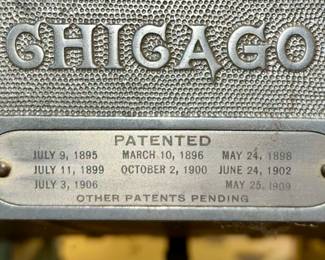 CHICAGO
PATENTED
JULY 9, 1895 MARCH 10, 1896 MAY 24, 1898
JULY 11, 1899 OCTOBER 2, 1900 JUNE 24, 1902
JULY 3, 1906 MAY 25, 1909
OTHER PATENTS PENDING